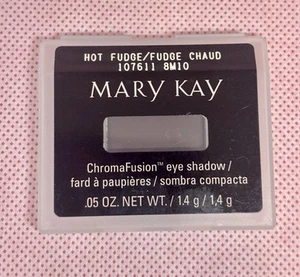 HOT FUDGE/FUDGE CHAUD
107611 8M10
MARY KAY
ChromaFusion™ eye shadow /
fard à paupières / sombra compacta
.05 OZ. NET WT. / 1,4 g / 1,4 g